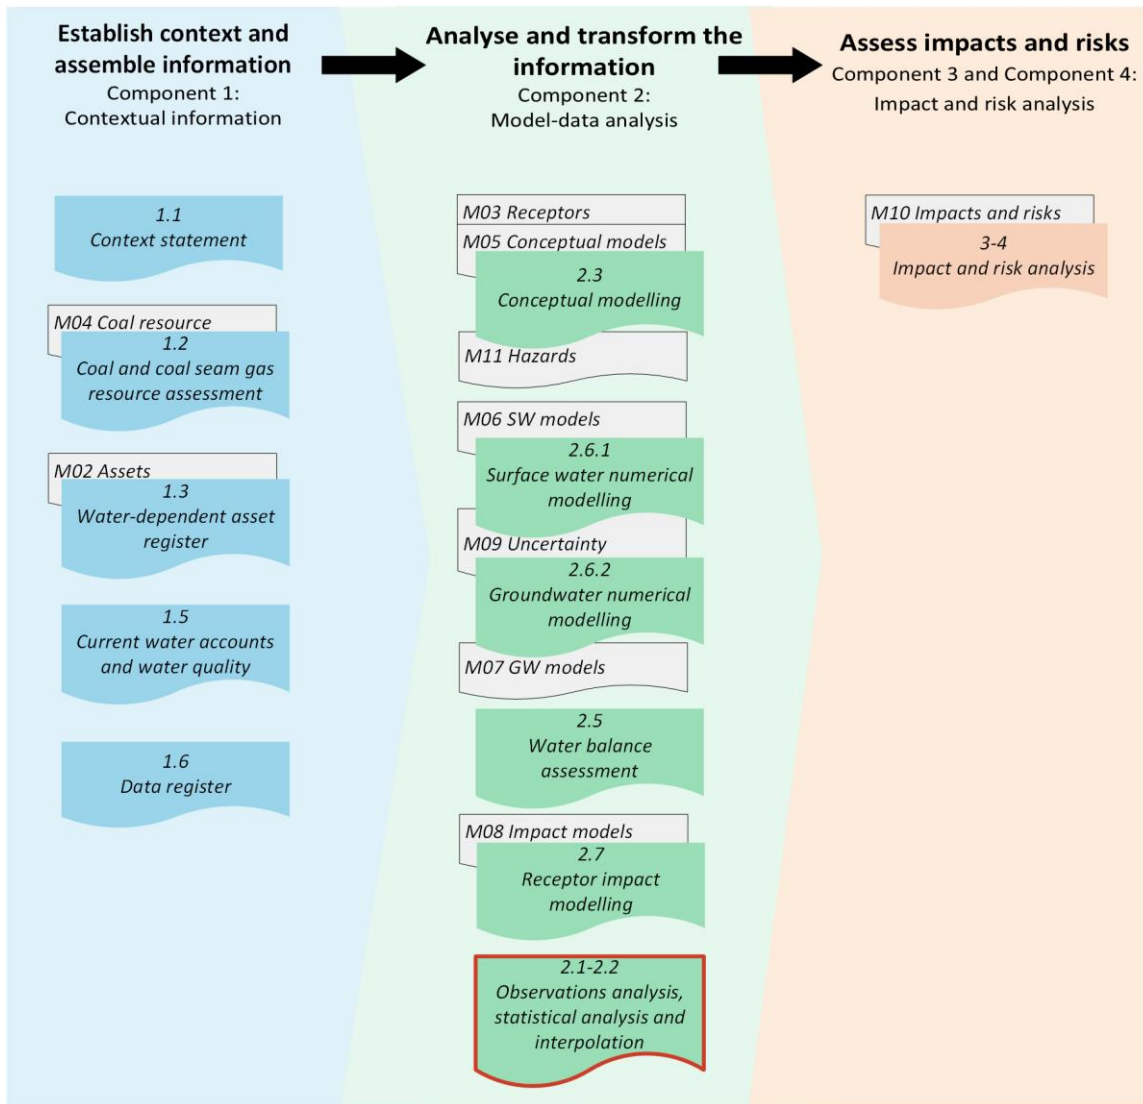 Establish context and
assemble information
Component 1:
Contextual information
Analyse and transform the
information
Component 2:
Model-data analysis
Assess impacts and risks
Component 3 and Component 4:
Impact and risk analysis
1.1
Context statement
M04 Coal resource
1.2
Coal and coal seam gas
resource assessment
M02 Assets
1.3
Water-dependent asset
register
1.5
Current water accounts
and water quality
1.6
Data register
M03 Receptors
M05 Conceptual models
2.3
Conceptual modelling
M11 Hazards
M06 SW models
2.6.1
Surface water numerical
modelling
M09 Uncertainty
2.6.2
Groundwater numerical
modelling
M07 GW models
2.5
Water balance
assessment
M08 Impact models
2.7
Receptor impact
modelling
2.1-2.2
Observations analysis,
statistical analysis and
interpolation
M10 Impacts and risks
3-4
Impact and risk analysis